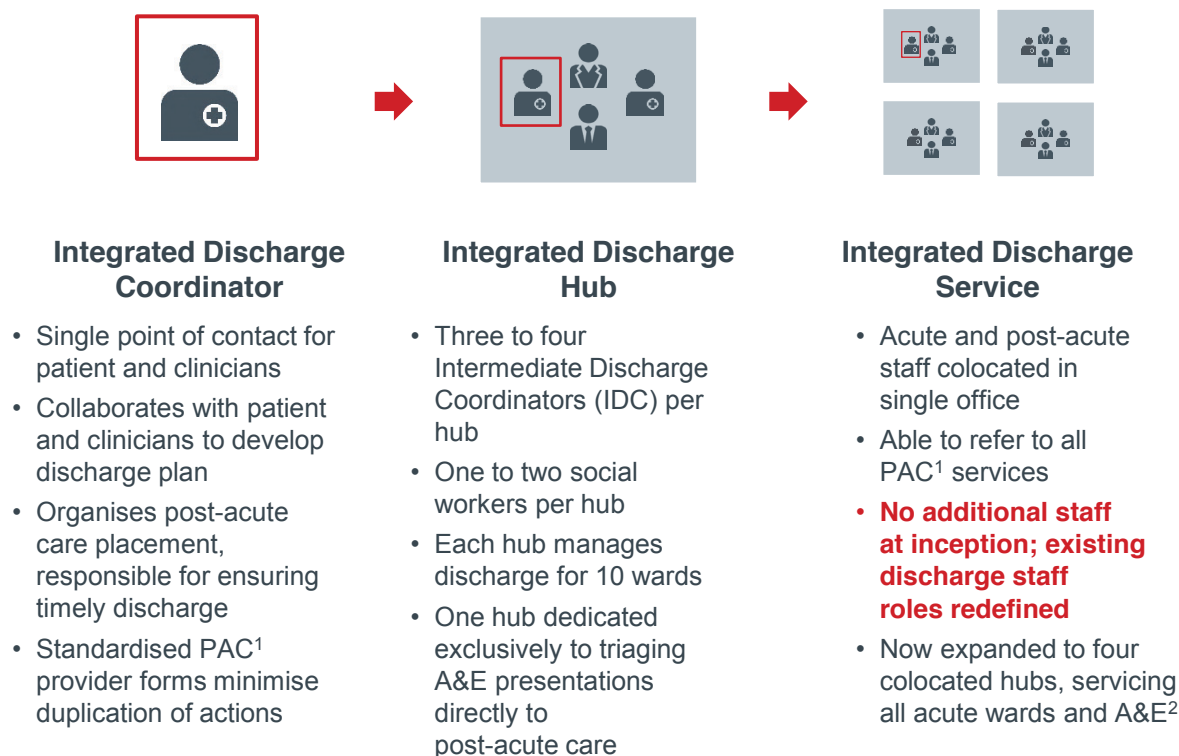 Integrated Discharge
Coordinator
• Single point of contact for
patient and clinicians
• Collaborates with patient
and clinicians to develop
discharge plan
• Organises post-acute
care placement,
responsible for ensuring
timely discharge
• Standardised PAC¹
provider forms minimise
duplication of actions
Integrated Discharge
Hub
• Three to four
Intermediate Discharge
Coordinators (IDC) per
hub
• One to two social
workers per hub
• Each hub manages
discharge for 10 wards
• One hub dedicated
exclusively to triaging
A&E presentations
directly to
post-acute care
Integrated Discharge
Service
• Acute and post-acute
staff colocated in
single office
• Able to refer to all
PAC¹ services
• No additional staff
at inception; existing
discharge staff
roles redefined
• Now expanded to four
colocated hubs, servicing
all acute wards and A&E²